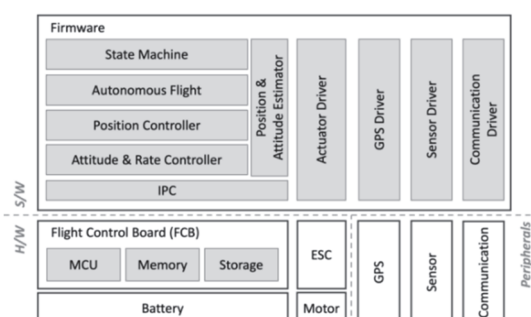 Firmware
State Machine
Autonomous Flight
Position Controller
Attitude & Rate Controller
IPC
Position &
Attitude Estimator
Actuator Driver
GPS Driver
Sensor Driver
Communication
Driver
S/W
H/W
Flight Control Board (FCB)
MCU
Memory
Storage
Battery
ESC
Motor
GPS
Sensor
Communication
Peripherals